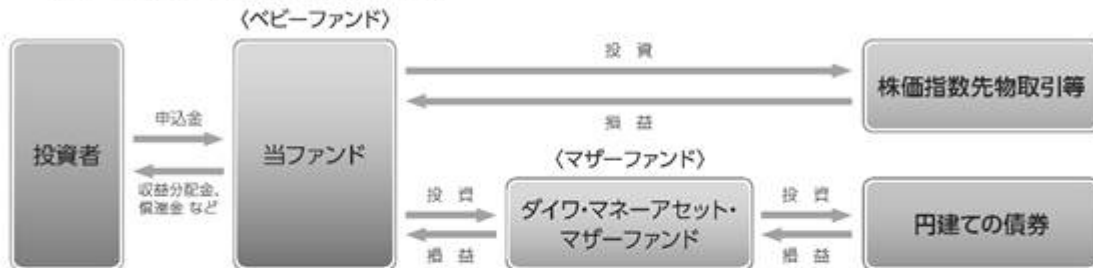 〈ベビーファンド〉
投資者
申込金
収益分配金、
償還金 など
当ファンド
投 資
損 益
株価指数先物取引等
〈マザーファンド〉
投 資
損 益
ダイワ・マネーアセット・
マザーファンド
投 資
損 益
円建ての債券